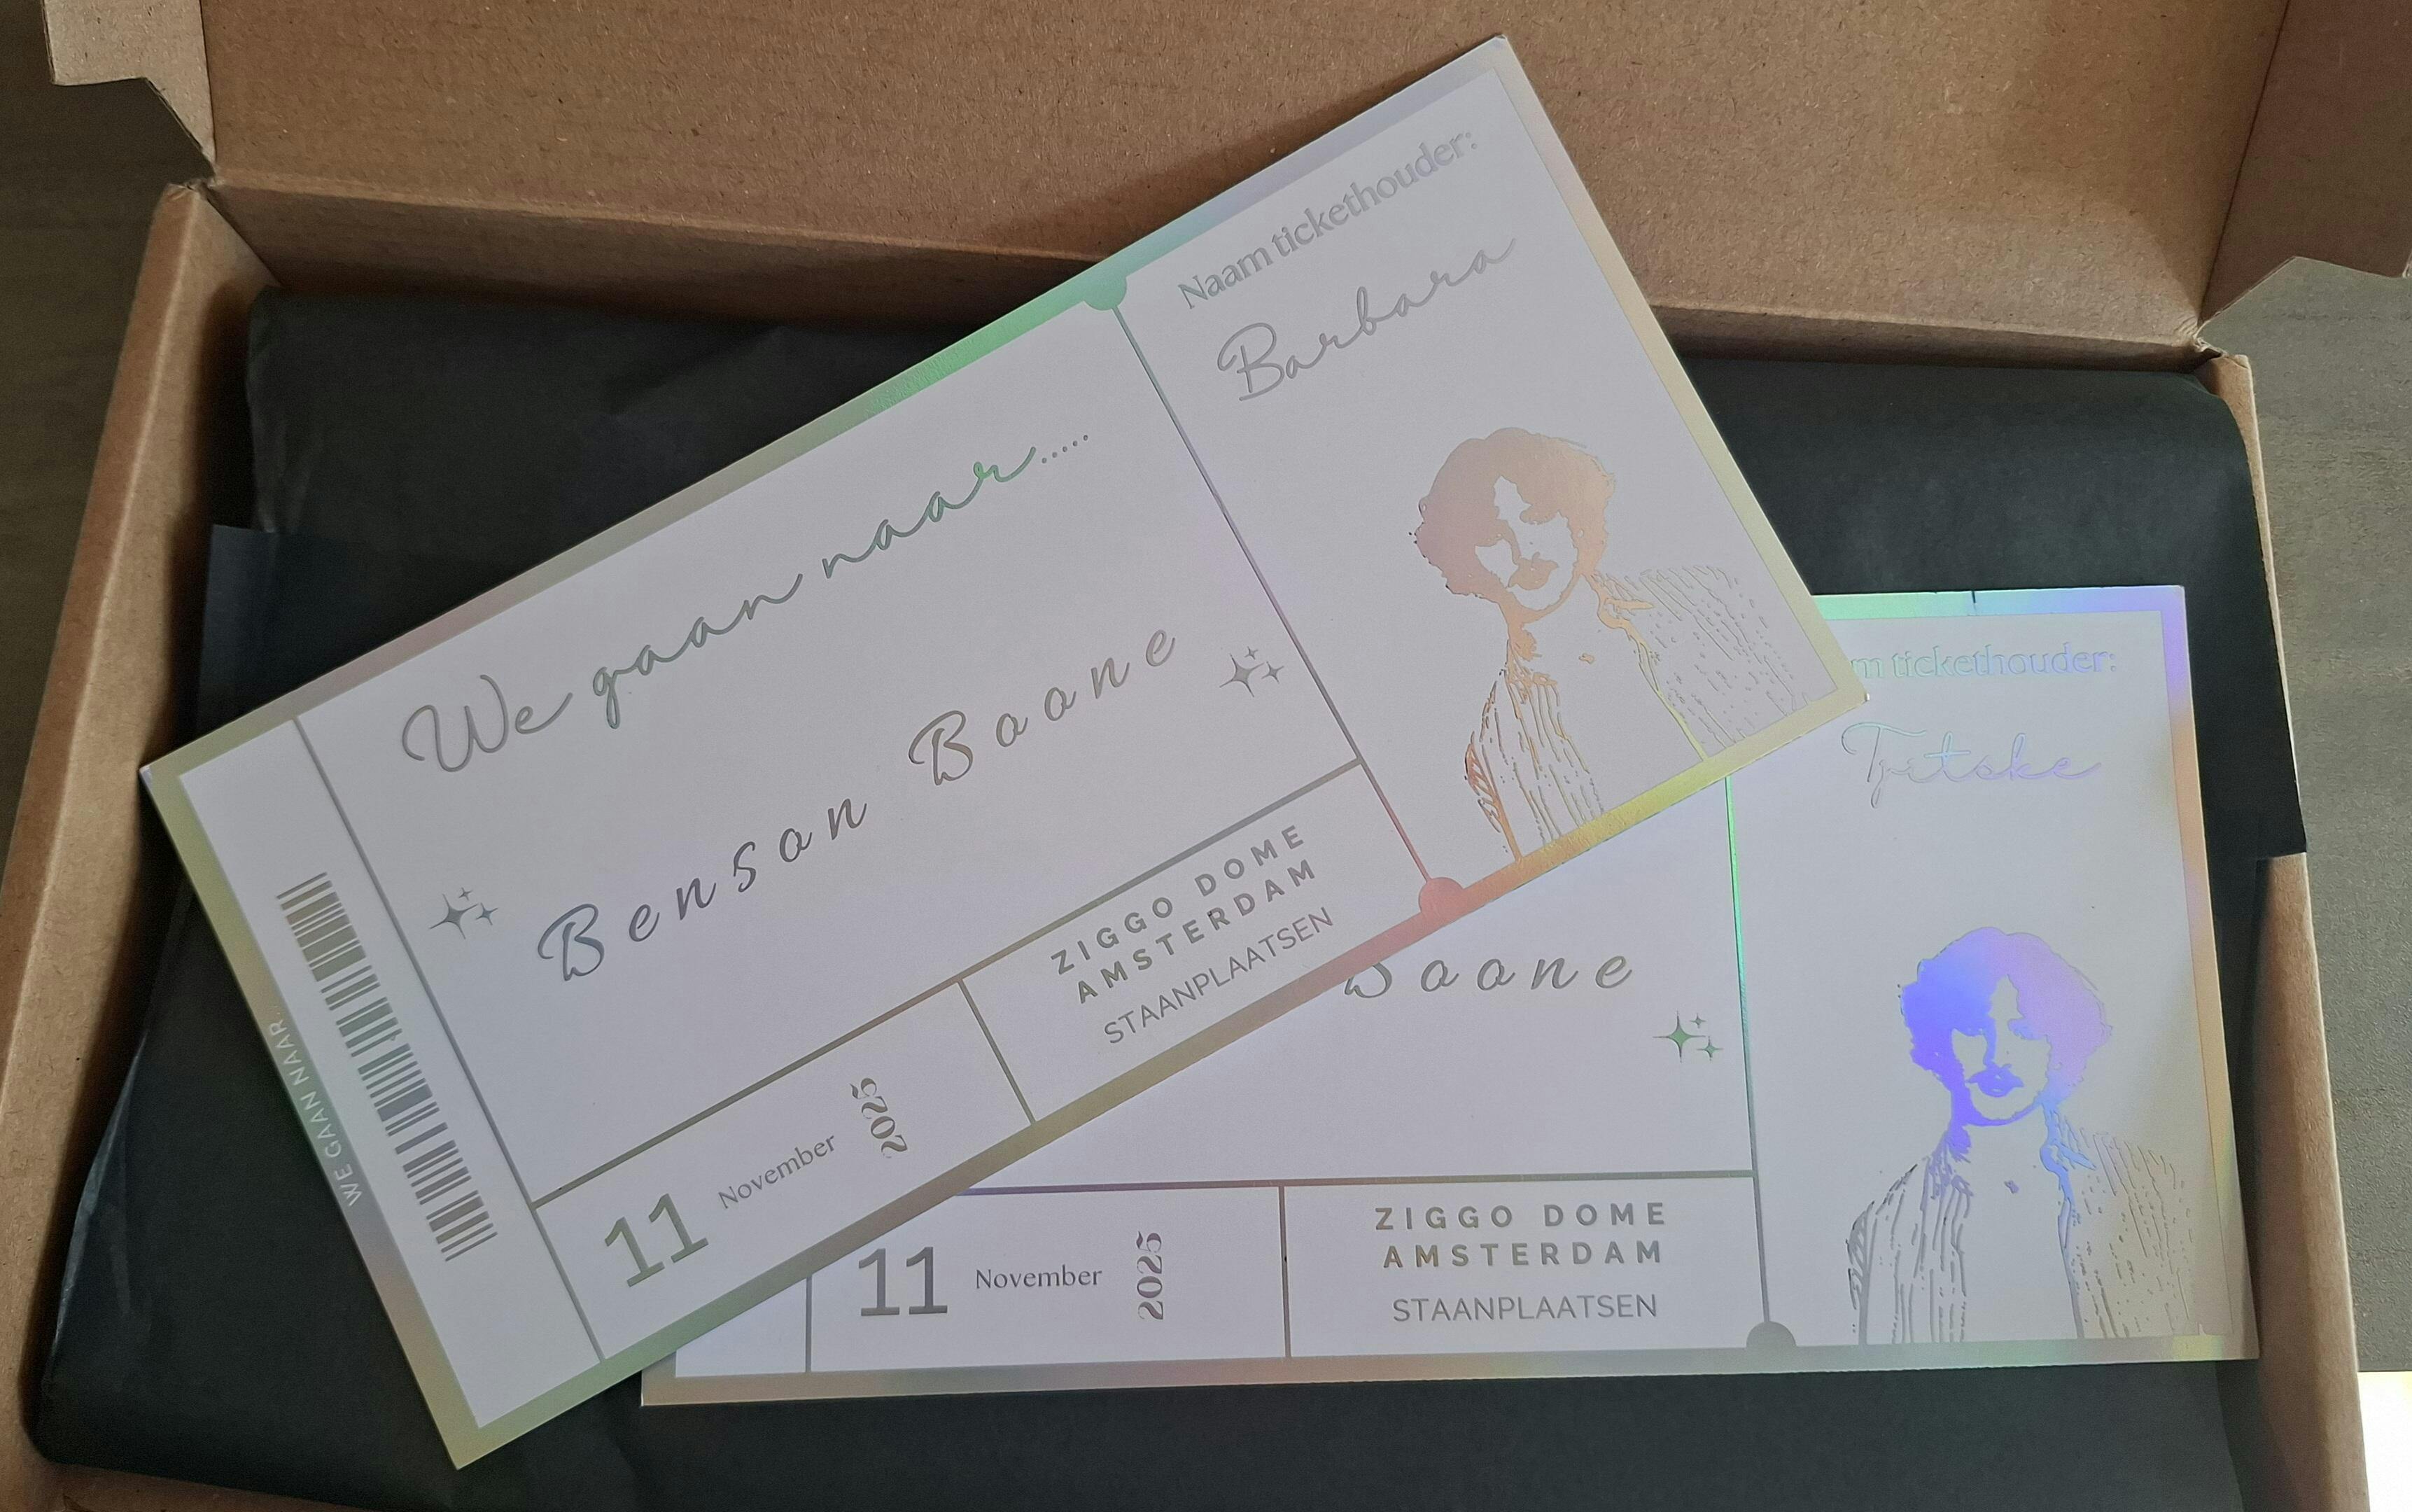 Naam tickethouder:
Barbara
We gaan naar.....
Benson Boone
ZIGGO DOME
AMSTERDAM
STAANPLAATSEN
11 November 2025
WE GAAN NAAR...
m tickethouder:
Tjitske
Boone
ZIGGO DOME
AMSTERDAM
STAANPLAATSEN
11 November 2025